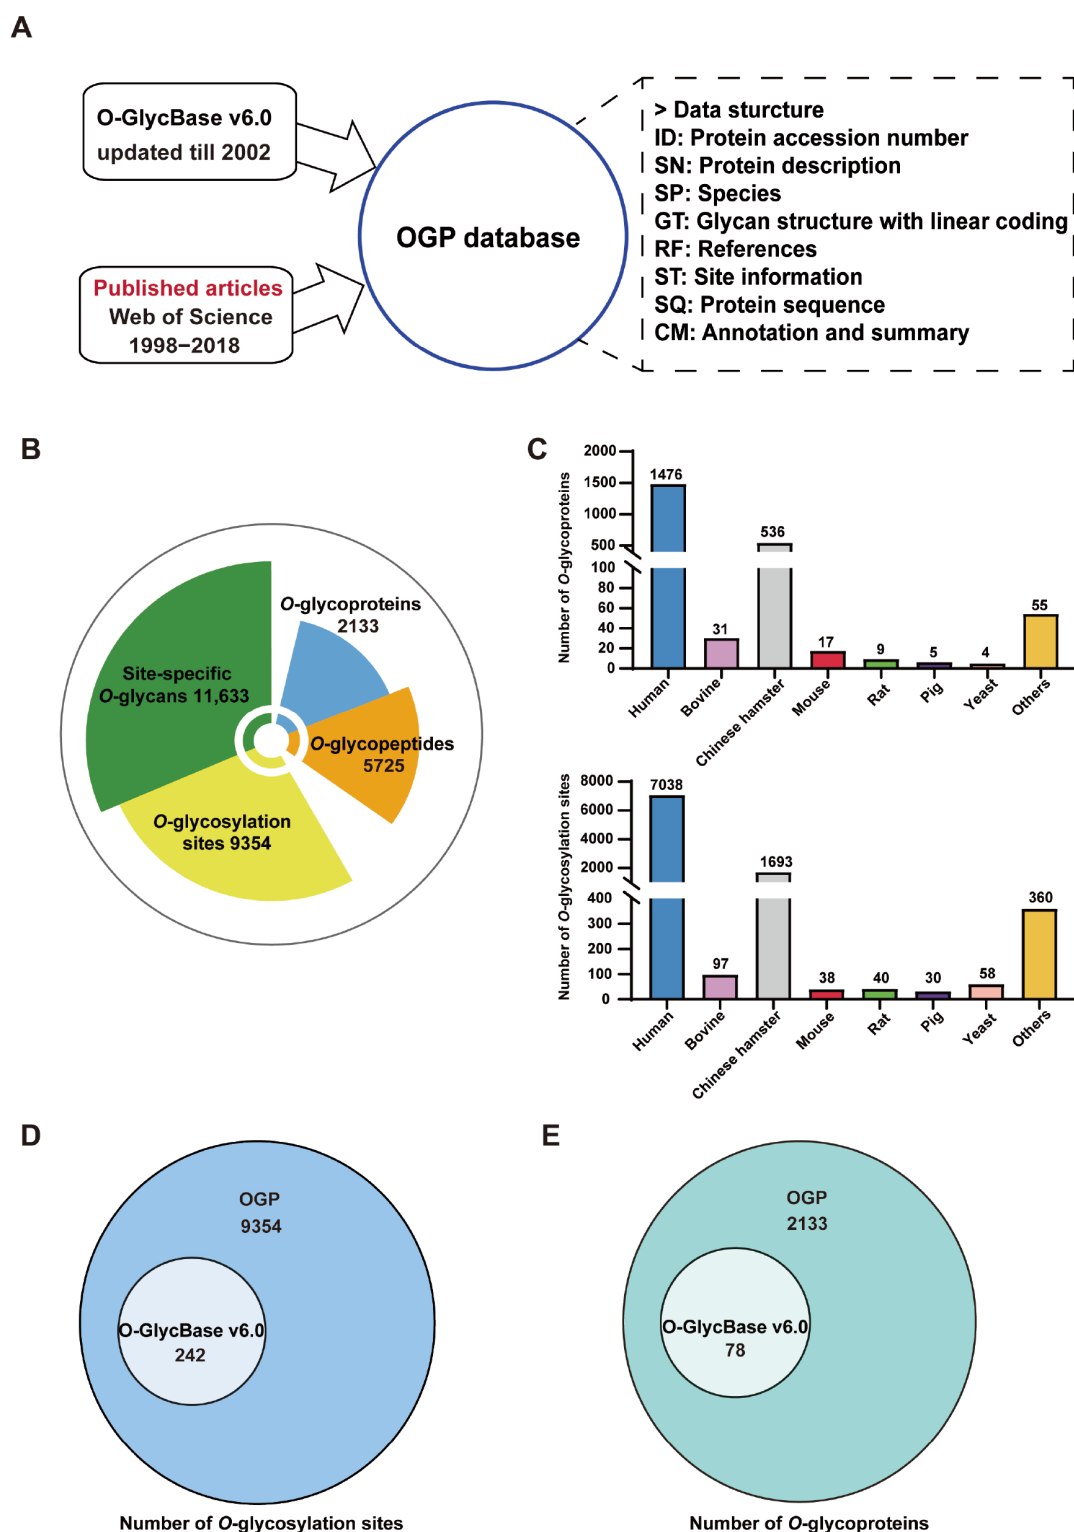 A
O-GlycBase v6.0
updated till 2002
Published articles
Web of Science
1998−2018
OGP database
> Data sturcture
ID: Protein accession number
SN: Protein description
SP: Species
GT: Glycan structure with linear coding
RF: References
ST: Site information
SQ: Protein sequence
CM: Annotation and summary
B
O-glycoproteins
2133
Site-specific
O-glycans 11,633
O-glycopeptides
5725
O-glycosylation
sites 9354
C
Number of O-glycoproteins
2000
1500
1000
500
100
80
60
40
20
0
1476
31
536
17
9
5
4
55
Human
Bovine
Chinese hamster
Mouse
Rat
Pig
Yeast
Others
Number of O-glycosylation sites
8000
6000
4000
2000
400
300
200
100
0
7038
97
1693
38
40
30
58
360
Human
Bovine
Chinese hamster
Mouse
Rat
Pig
Yeast
Others
D
OGP
9354
O-GlycBase v6.0
242
Number of O-glycosylation sites
E
OGP
2133
O-GlycBase v6.0
78
Number of O-glycoproteins